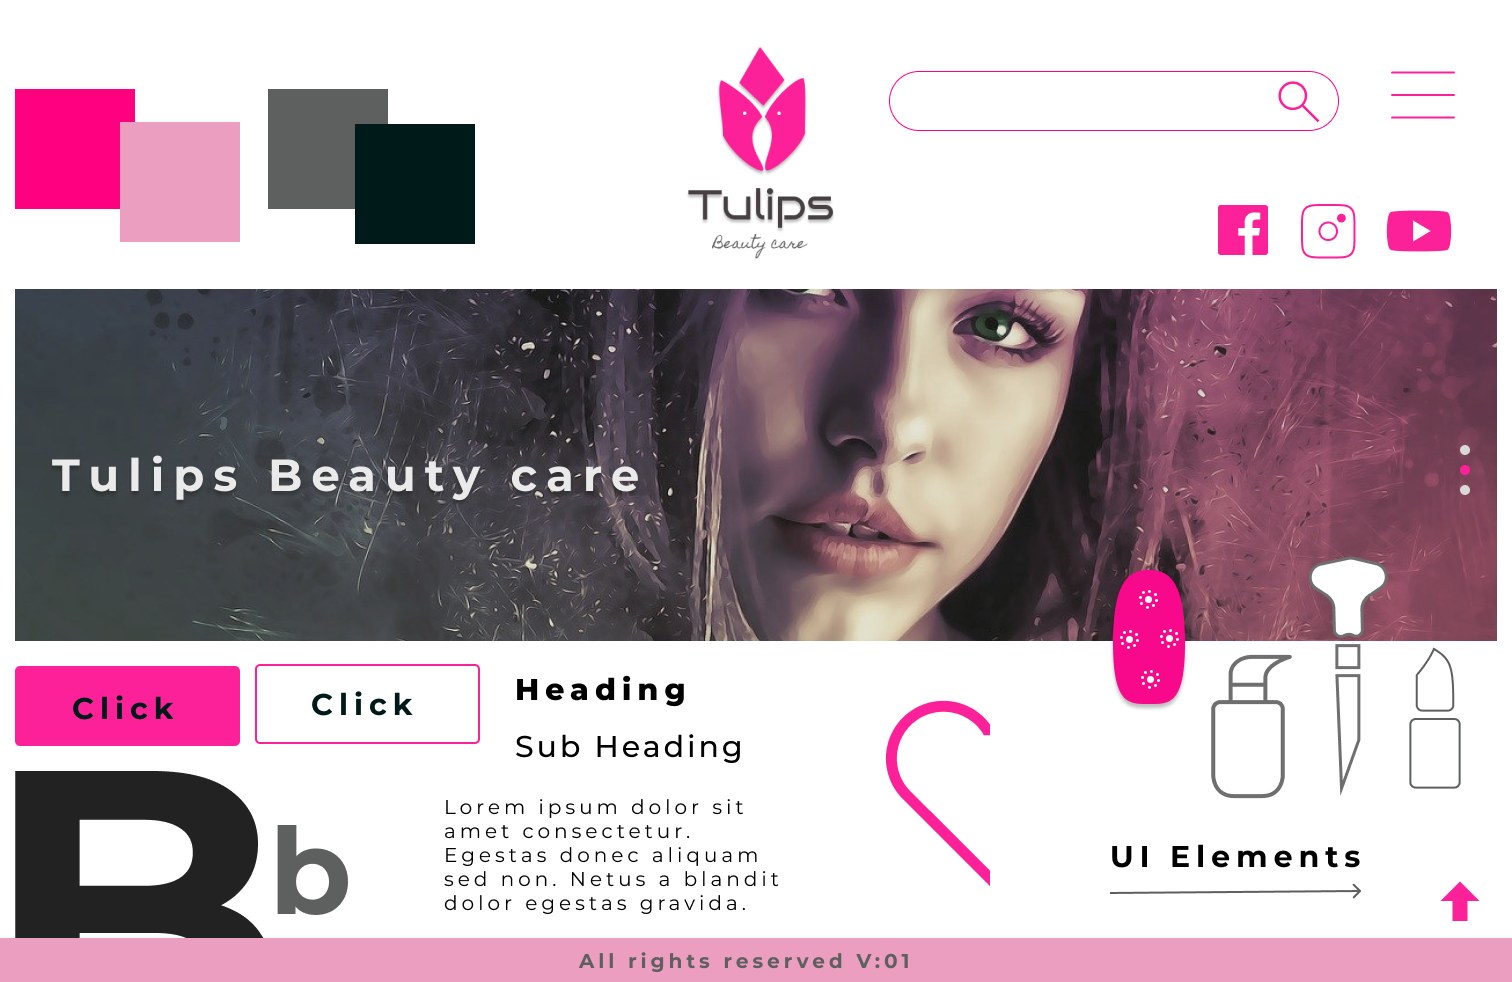 Tulips
Beauty care
Tulips Beauty care
Click
Click
Heading
Sub Heading
B
b
Lorem ipsum dolor sit
amet consectetur.
Egestas donec aliquam
sed non. Netus a blandit
dolor egestas gravida.
UI Elements
All rights reserved V:01